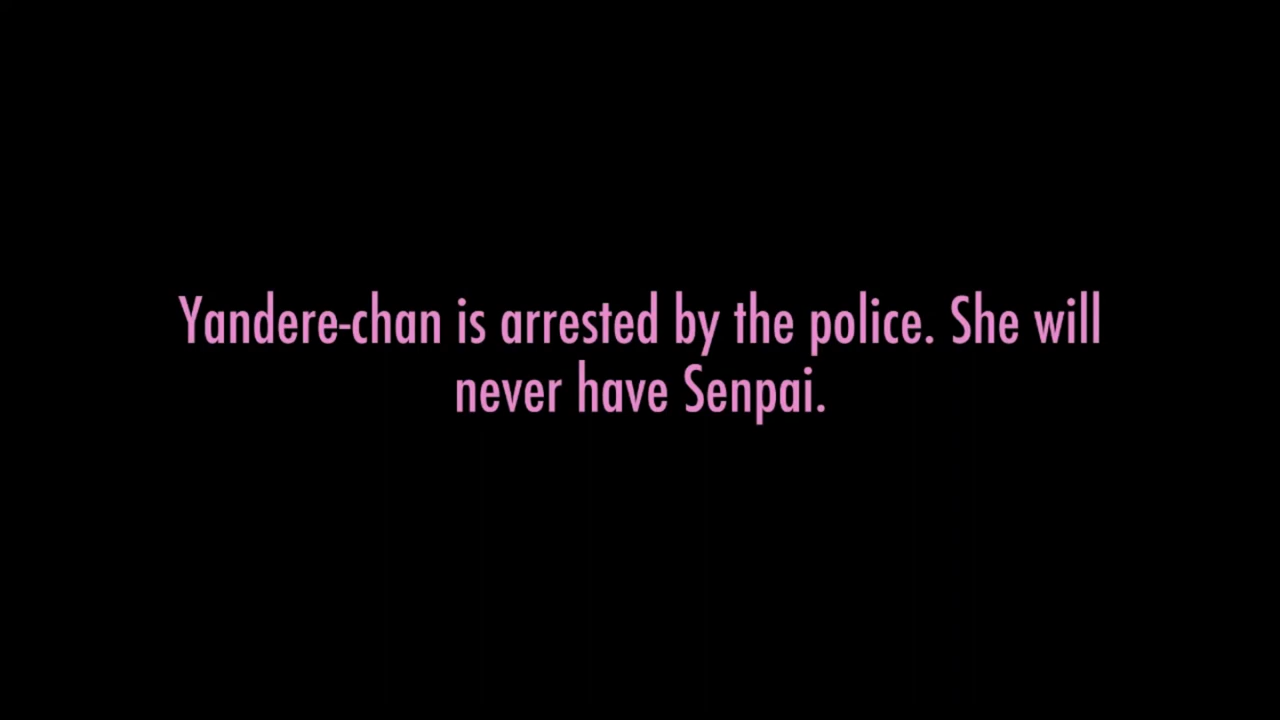 Yandere-chan is arrested by the police. She will
never have Senpai.